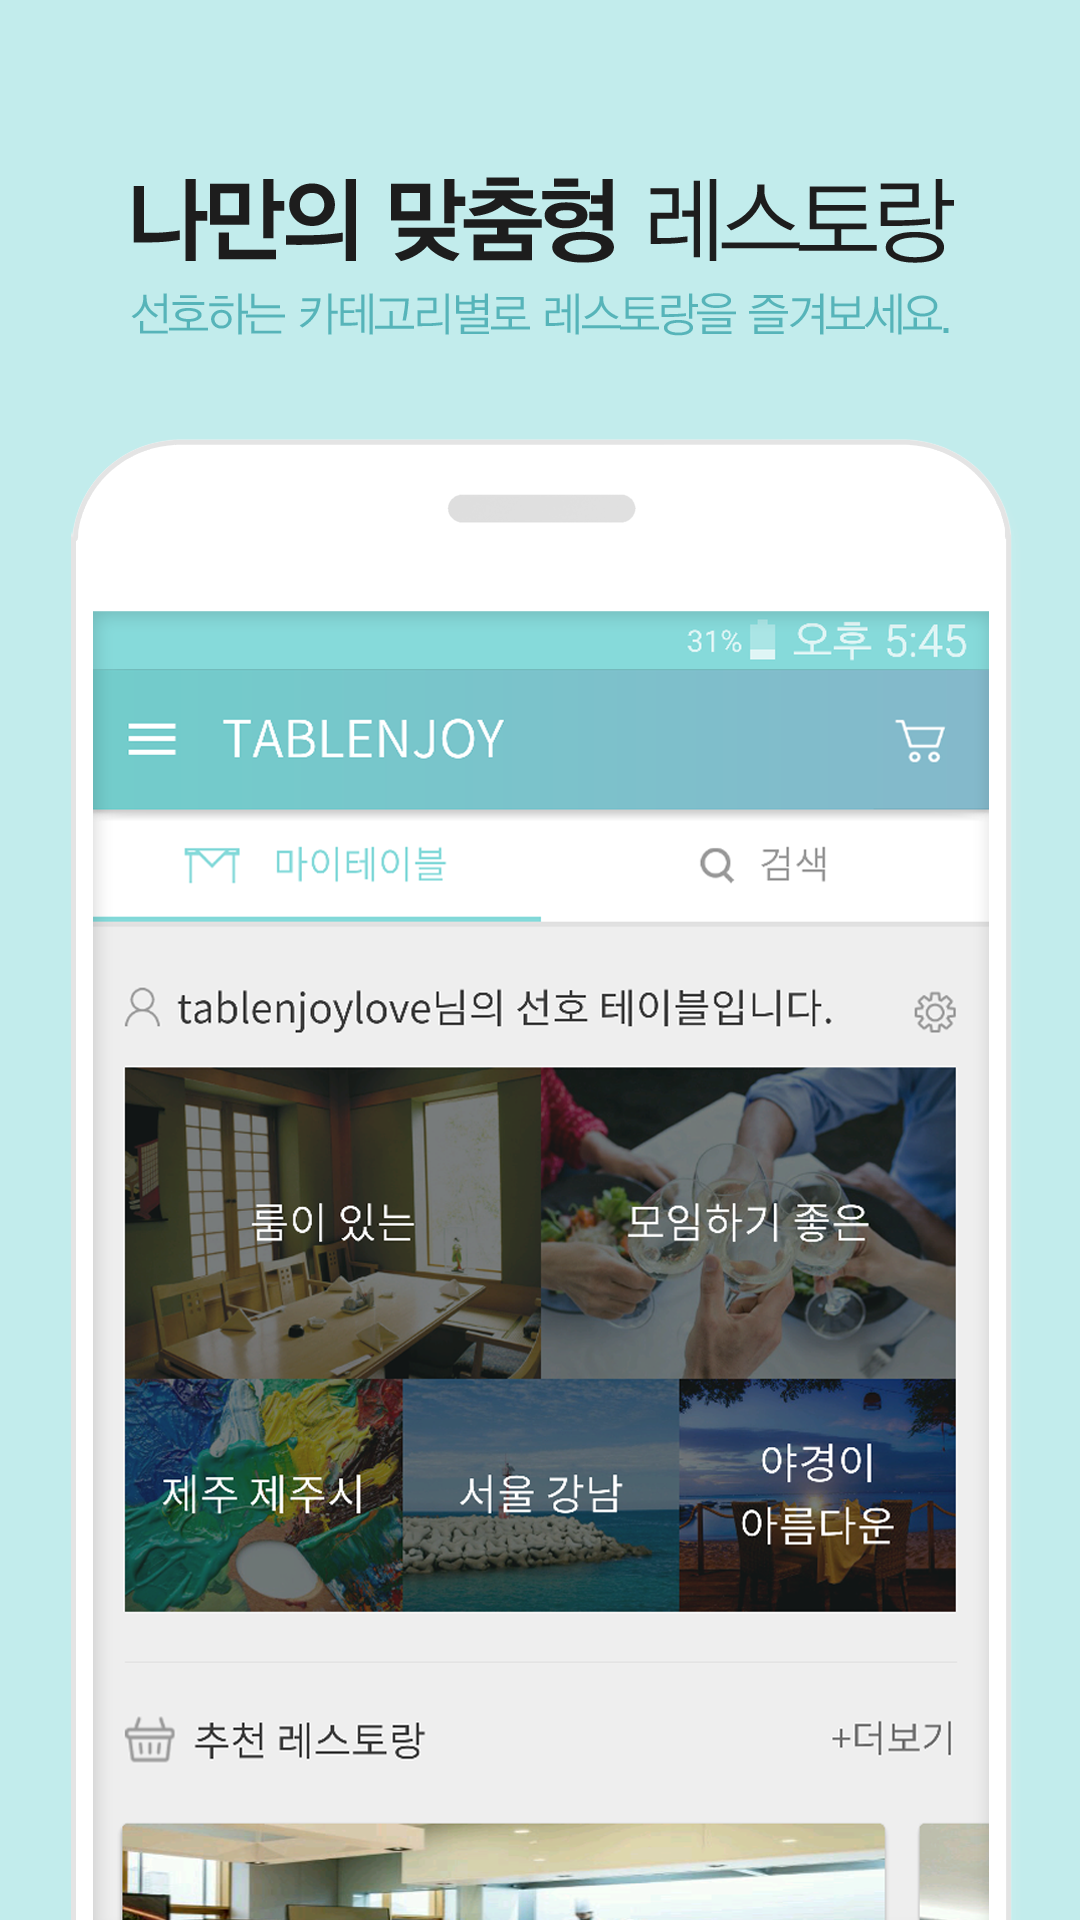 나만의 맞춤형 레스토랑
선호하는 카테고리별로 레스토랑을 즐겨보세요.
31% 오후 5:45
TABLENJOY
마이테이블 검색
tablenjoylove님의 선호 테이블입니다.
룸이 있는 모임하기 좋은
제주 제주시 서울 강남 야경이
아름다운
추천 레스토랑 +더보기